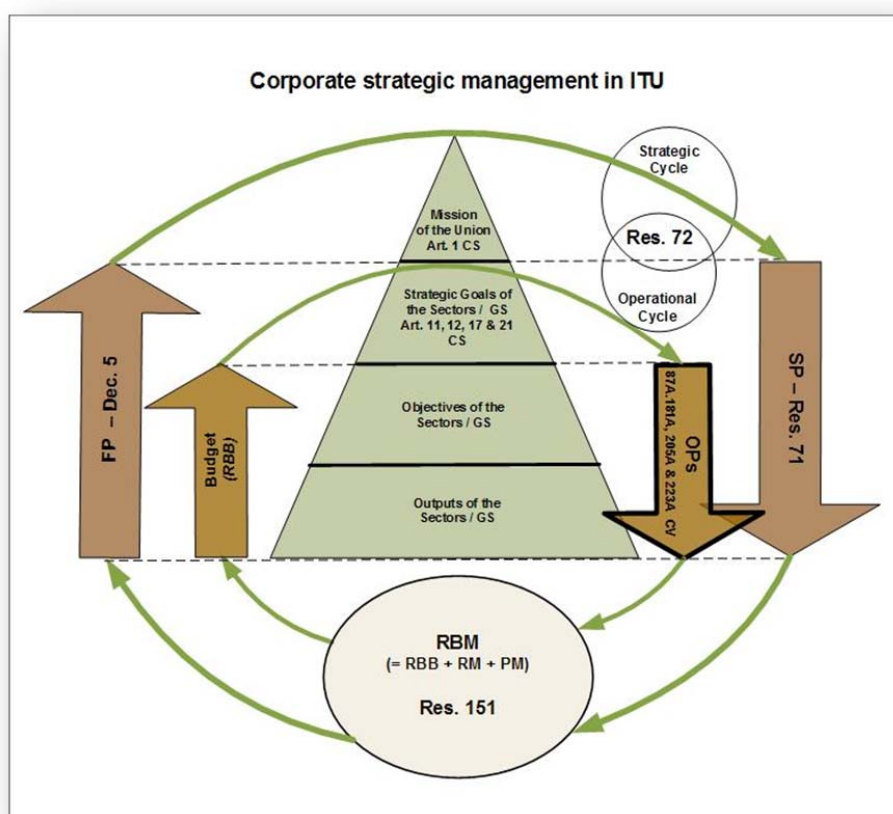 Corporate strategic management in ITU
Strategic
Cycle
Res. 72
Operational
Cycle
Mission
of the Union
Art. 1 CS
Strategic Goals of
the Sectors / GS
Art. 11, 12, 17 & 21
CS
Objectives of the
Sectors / GS
Outputs of the
Sectors / GS
FP – Dec. 5
Budget
(RBB)
OPs
87A.181A, 205A & 223A CV
SP – Res. 71
RBM
(= RBB + RM + PM)
Res. 151